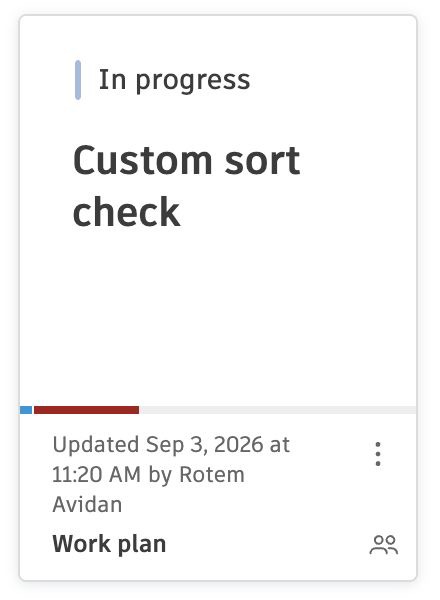 In progress
Custom sort
check
Updated Sep 3, 2026 at
11:20 AM by Rotem
Avidan
Work plan